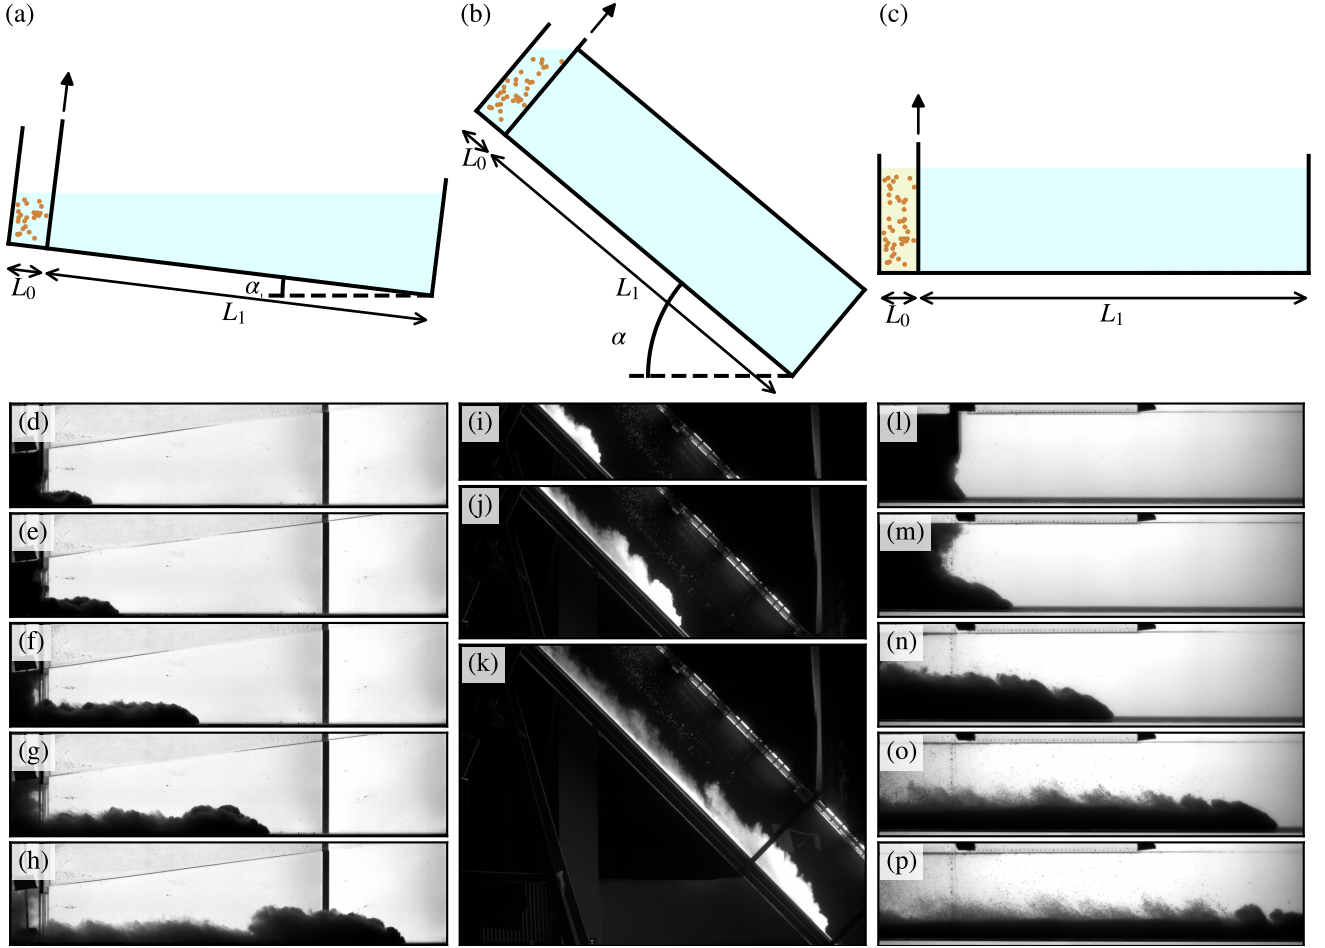 (a)
(b)
(c)
L0
L1
α
L0
L1
α
L0
L1
(d)
(e)
(f)
(g)
(h)
(i)
(j)
(k)
(l)
(m)
(n)
(o)
(p)